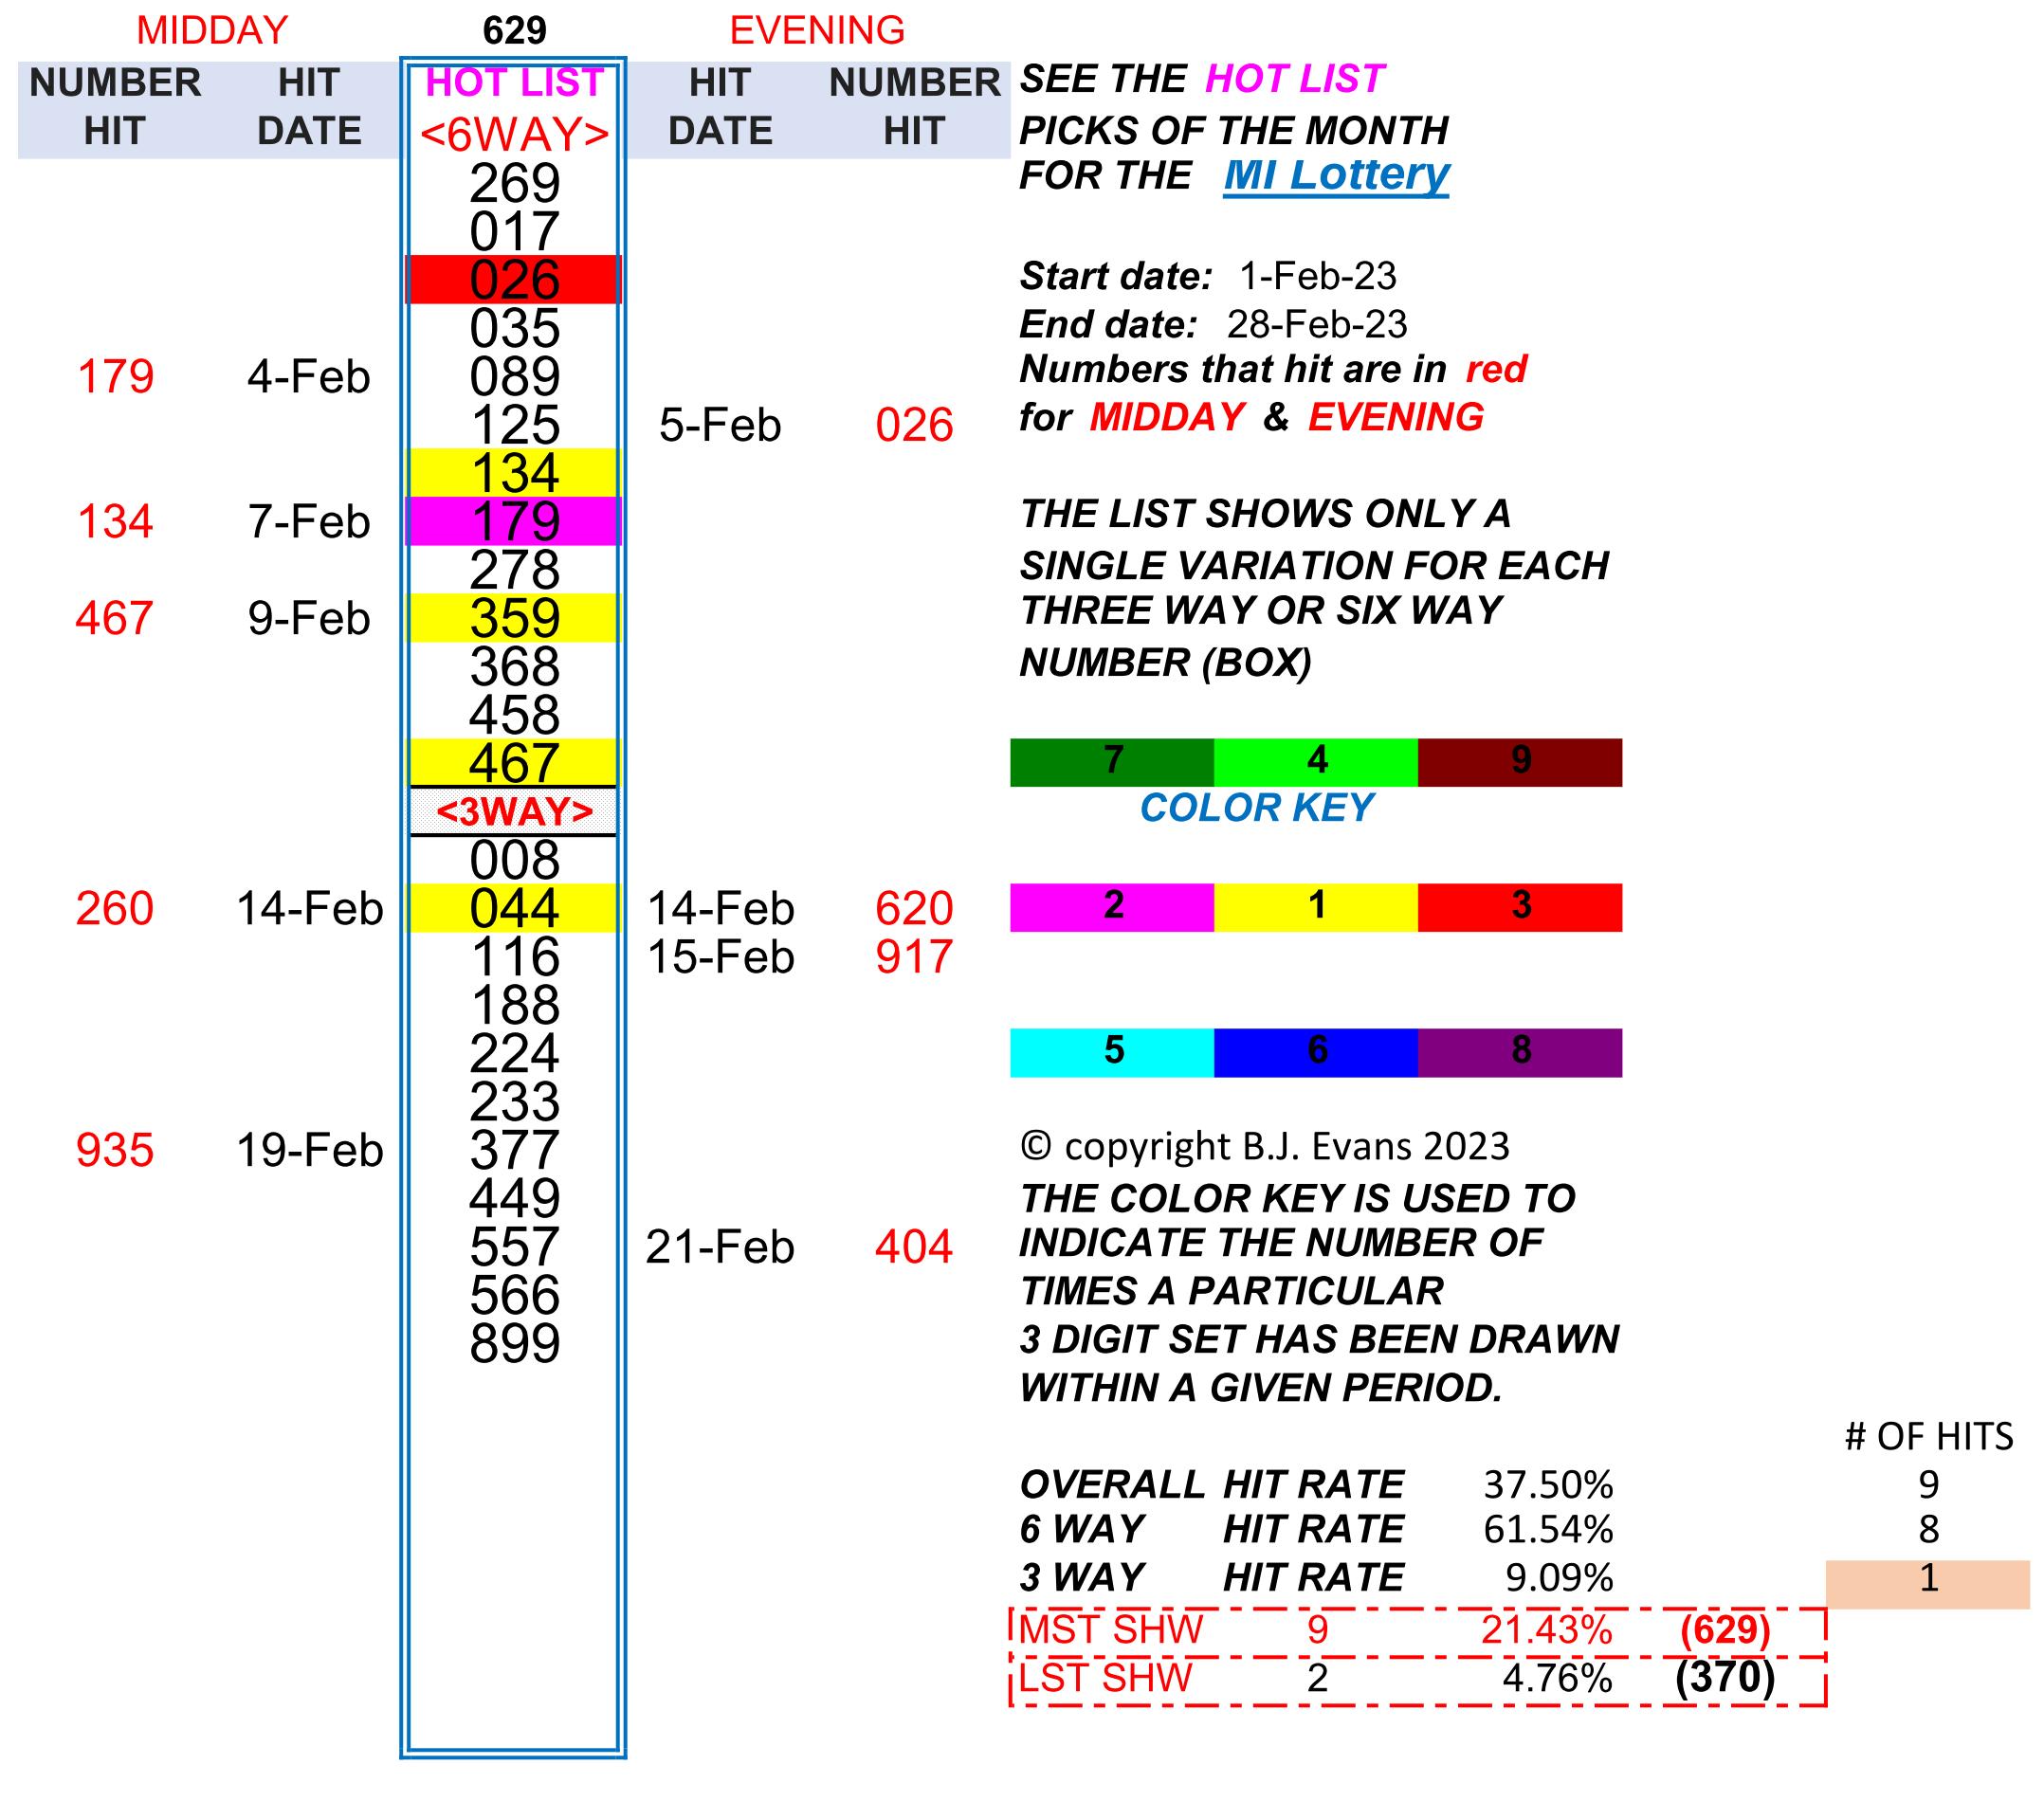 MIDDAY 629 EVENING
NUMBER HIT HOT LIST HIT NUMBER SEE THE HOT LIST
HIT DATE <6WAY> DATE HIT PICKS OF THE MONTH
269 FOR THE MI Lottery
017
026 Start date: 1-Feb-23
035 End date: 28-Feb-23
179 4-Feb 089 Numbers that hit are in red
125 5-Feb 026 for MIDDAY & EVENING
134
134 7-Feb 179 THE LIST SHOWS ONLY A
278 SINGLE VARIATION FOR EACH
467 9-Feb 359 THREE WAY OR SIX WAY
368 NUMBER (BOX)
458
467 7 4 9
<3WAY> COLOR KEY
008
260 14-Feb 044 14-Feb 620 2 1 3
116 15-Feb 917
188
224 5 6 8
233
935 19-Feb 377 © copyright B.J. Evans 2023
449 THE COLOR KEY IS USED TO
557 21-Feb 404 INDICATE THE NUMBER OF
566 TIMES A PARTICULAR
899 3 DIGIT SET HAS BEEN DRAWN
WITHIN A GIVEN PERIOD.
# OF HITS
OVERALL HIT RATE 37.50% 9
6 WAY HIT RATE 61.54% 8
3 WAY HIT RATE 9.09% 1
MST SHW 9 21.43% (629)
LST SHW 2 4.76% (370)